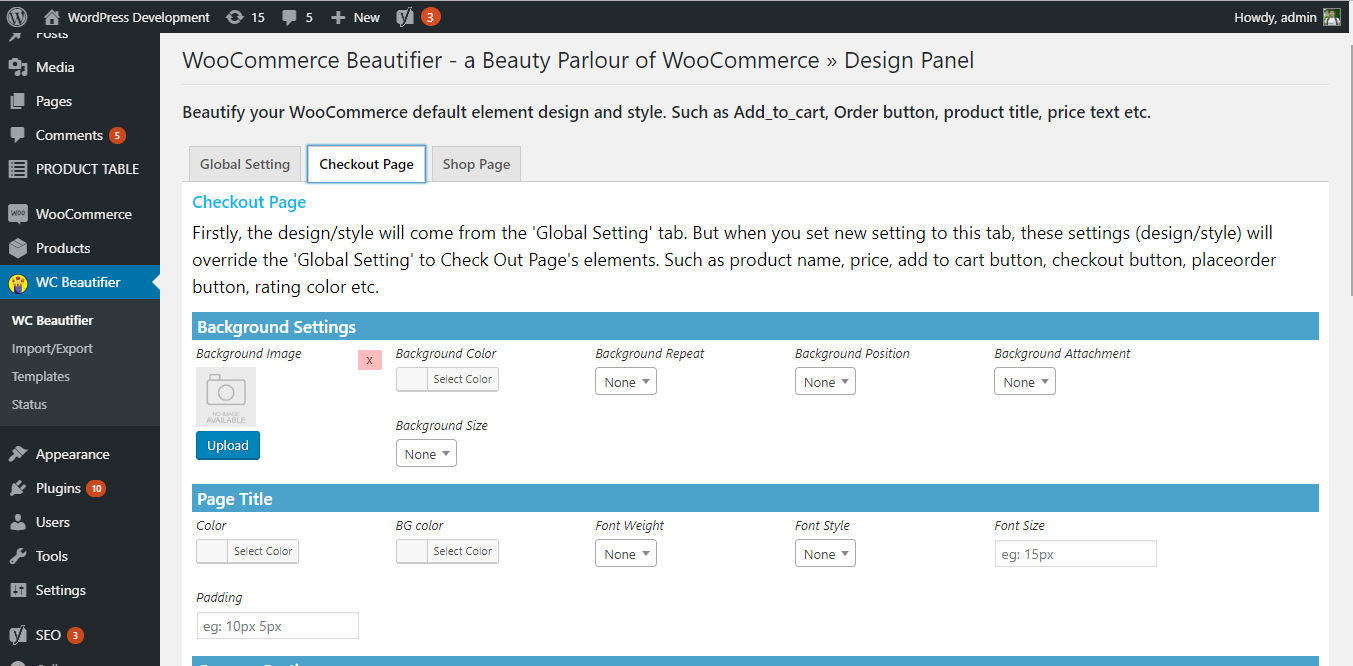 WordPress Development 15 5 New 3 Howdy, admin
Posts
Media
Pages
Comments 5
PRODUCT TABLE
WooCommerce
Products
WC Beautifier
WC Beautifier
Import/Export
Templates
Status
Appearance
Plugins 10
Users
Tools
Settings
SEO 3
WooCommerce Beautifier - a Beauty Parlour of WooCommerce » Design Panel
Beautify your WooCommerce default element design and style. Such as Add_to_cart, Order button, product title, price text etc.
Global Setting Checkout Page Shop Page
Checkout Page
Firstly, the design/style will come from the 'Global Setting' tab. But when you set new setting to this tab, these settings (design/style) will
override the 'Global Setting' to Check Out Page's elements. Such as product name, price, add to cart button, checkout button, placeorder
button, rating color etc.
Background Settings
Background Image x Background Color Background Repeat Background Position Background Attachment
Select Color None None None
NO IMAGE
AVAILABLE
Upload
Background Size
None
Page Title
Color BG color Font Weight Font Style Font Size
Select Color Select Color None None eg: 15px
Padding
eg: 10px 5px